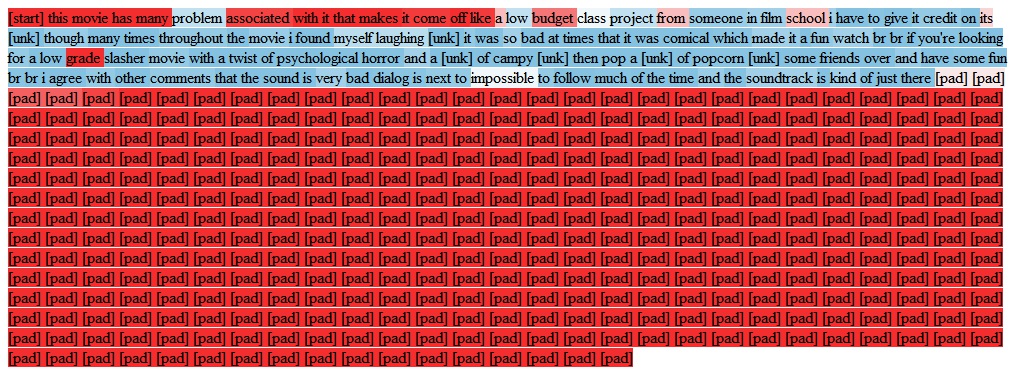 [start] this movie has many problem associated with it that makes it come off like a low budget class project from someone in film school i have to give it credit on its
[unk] though many times throughout the movie i found myself laughing [unk] it was so bad at times that it was comical which made it a fun watch br br if you're looking
for a low grade slasher movie with a twist of psychological horror and a [unk] of campy [unk] then pop a [unk] of popcorn [unk] some friends over and have some fun
br br i agree with other comments that the sound is very bad dialog is next to impossible to follow much of the time and the soundtrack is kind of just there [pad] [pad]
[pad] [pad] [pad] [pad] [pad] [pad] [pad] [pad] [pad] [pad] [pad] [pad] [pad] [pad] [pad] [pad] [pad] [pad] [pad] [pad] [pad] [pad] [pad] [pad] [pad] [pad] [pad]
[pad] [pad] [pad] [pad] [pad] [pad] [pad] [pad] [pad] [pad] [pad] [pad] [pad] [pad] [pad] [pad] [pad] [pad] [pad] [pad] [pad] [pad] [pad] [pad] [pad] [pad] [pad]
[pad] [pad] [pad] [pad] [pad] [pad] [pad] [pad] [pad] [pad] [pad] [pad] [pad] [pad] [pad] [pad] [pad] [pad] [pad] [pad] [pad] [pad] [pad] [pad] [pad] [pad] [pad]
[pad] [pad] [pad] [pad] [pad] [pad] [pad] [pad] [pad] [pad] [pad] [pad] [pad] [pad] [pad] [pad] [pad] [pad] [pad] [pad] [pad] [pad] [pad] [pad] [pad] [pad] [pad]
[pad] [pad] [pad] [pad] [pad] [pad] [pad] [pad] [pad] [pad] [pad] [pad] [pad] [pad] [pad] [pad] [pad] [pad] [pad] [pad] [pad] [pad] [pad] [pad] [pad] [pad] [pad]
[pad] [pad] [pad] [pad] [pad] [pad] [pad] [pad] [pad] [pad] [pad] [pad] [pad] [pad] [pad] [pad] [pad] [pad] [pad] [pad] [pad] [pad] [pad] [pad] [pad] [pad] [pad]
[pad] [pad] [pad] [pad] [pad] [pad] [pad] [pad] [pad] [pad] [pad] [pad] [pad] [pad] [pad] [pad] [pad] [pad] [pad] [pad] [pad] [pad] [pad] [pad] [pad] [pad] [pad]
[pad] [pad] [pad] [pad] [pad] [pad] [pad] [pad] [pad] [pad] [pad] [pad] [pad] [pad] [pad] [pad] [pad] [pad] [pad] [pad] [pad] [pad] [pad] [pad] [pad] [pad] [pad]
[pad] [pad] [pad] [pad] [pad] [pad] [pad] [pad] [pad] [pad] [pad] [pad] [pad] [pad] [pad] [pad] [pad] [pad] [pad] [pad] [pad] [pad] [pad] [pad] [pad] [pad] [pad]
[pad] [pad] [pad] [pad] [pad] [pad] [pad] [pad] [pad] [pad] [pad] [pad] [pad] [pad] [pad] [pad] [pad] [pad] [pad] [pad] [pad] [pad] [pad] [pad] [pad] [pad] [pad]
[pad] [pad] [pad] [pad] [pad] [pad] [pad] [pad] [pad] [pad] [pad] [pad] [pad] [pad] [pad] [pad] [pad] [pad] [pad] [pad] [pad] [pad] [pad] [pad] [pad] [pad] [pad]
[pad] [pad] [pad] [pad] [pad] [pad] [pad] [pad] [pad] [pad] [pad] [pad] [pad] [pad] [pad] [pad] [pad] [pad] [pad] [pad] [pad] [pad] [pad] [pad] [pad] [pad] [pad]
[pad] [pad] [pad] [pad] [pad] [pad] [pad] [pad] [pad] [pad] [pad] [pad] [pad] [pad] [pad] [pad] [pad] [pad] [pad] [pad] [pad] [pad] [pad] [pad] [pad] [pad] [pad]
[pad] [pad] [pad] [pad] [pad] [pad] [pad] [pad] [pad] [pad] [pad] [pad] [pad] [pad] [pad] [pad] [pad]